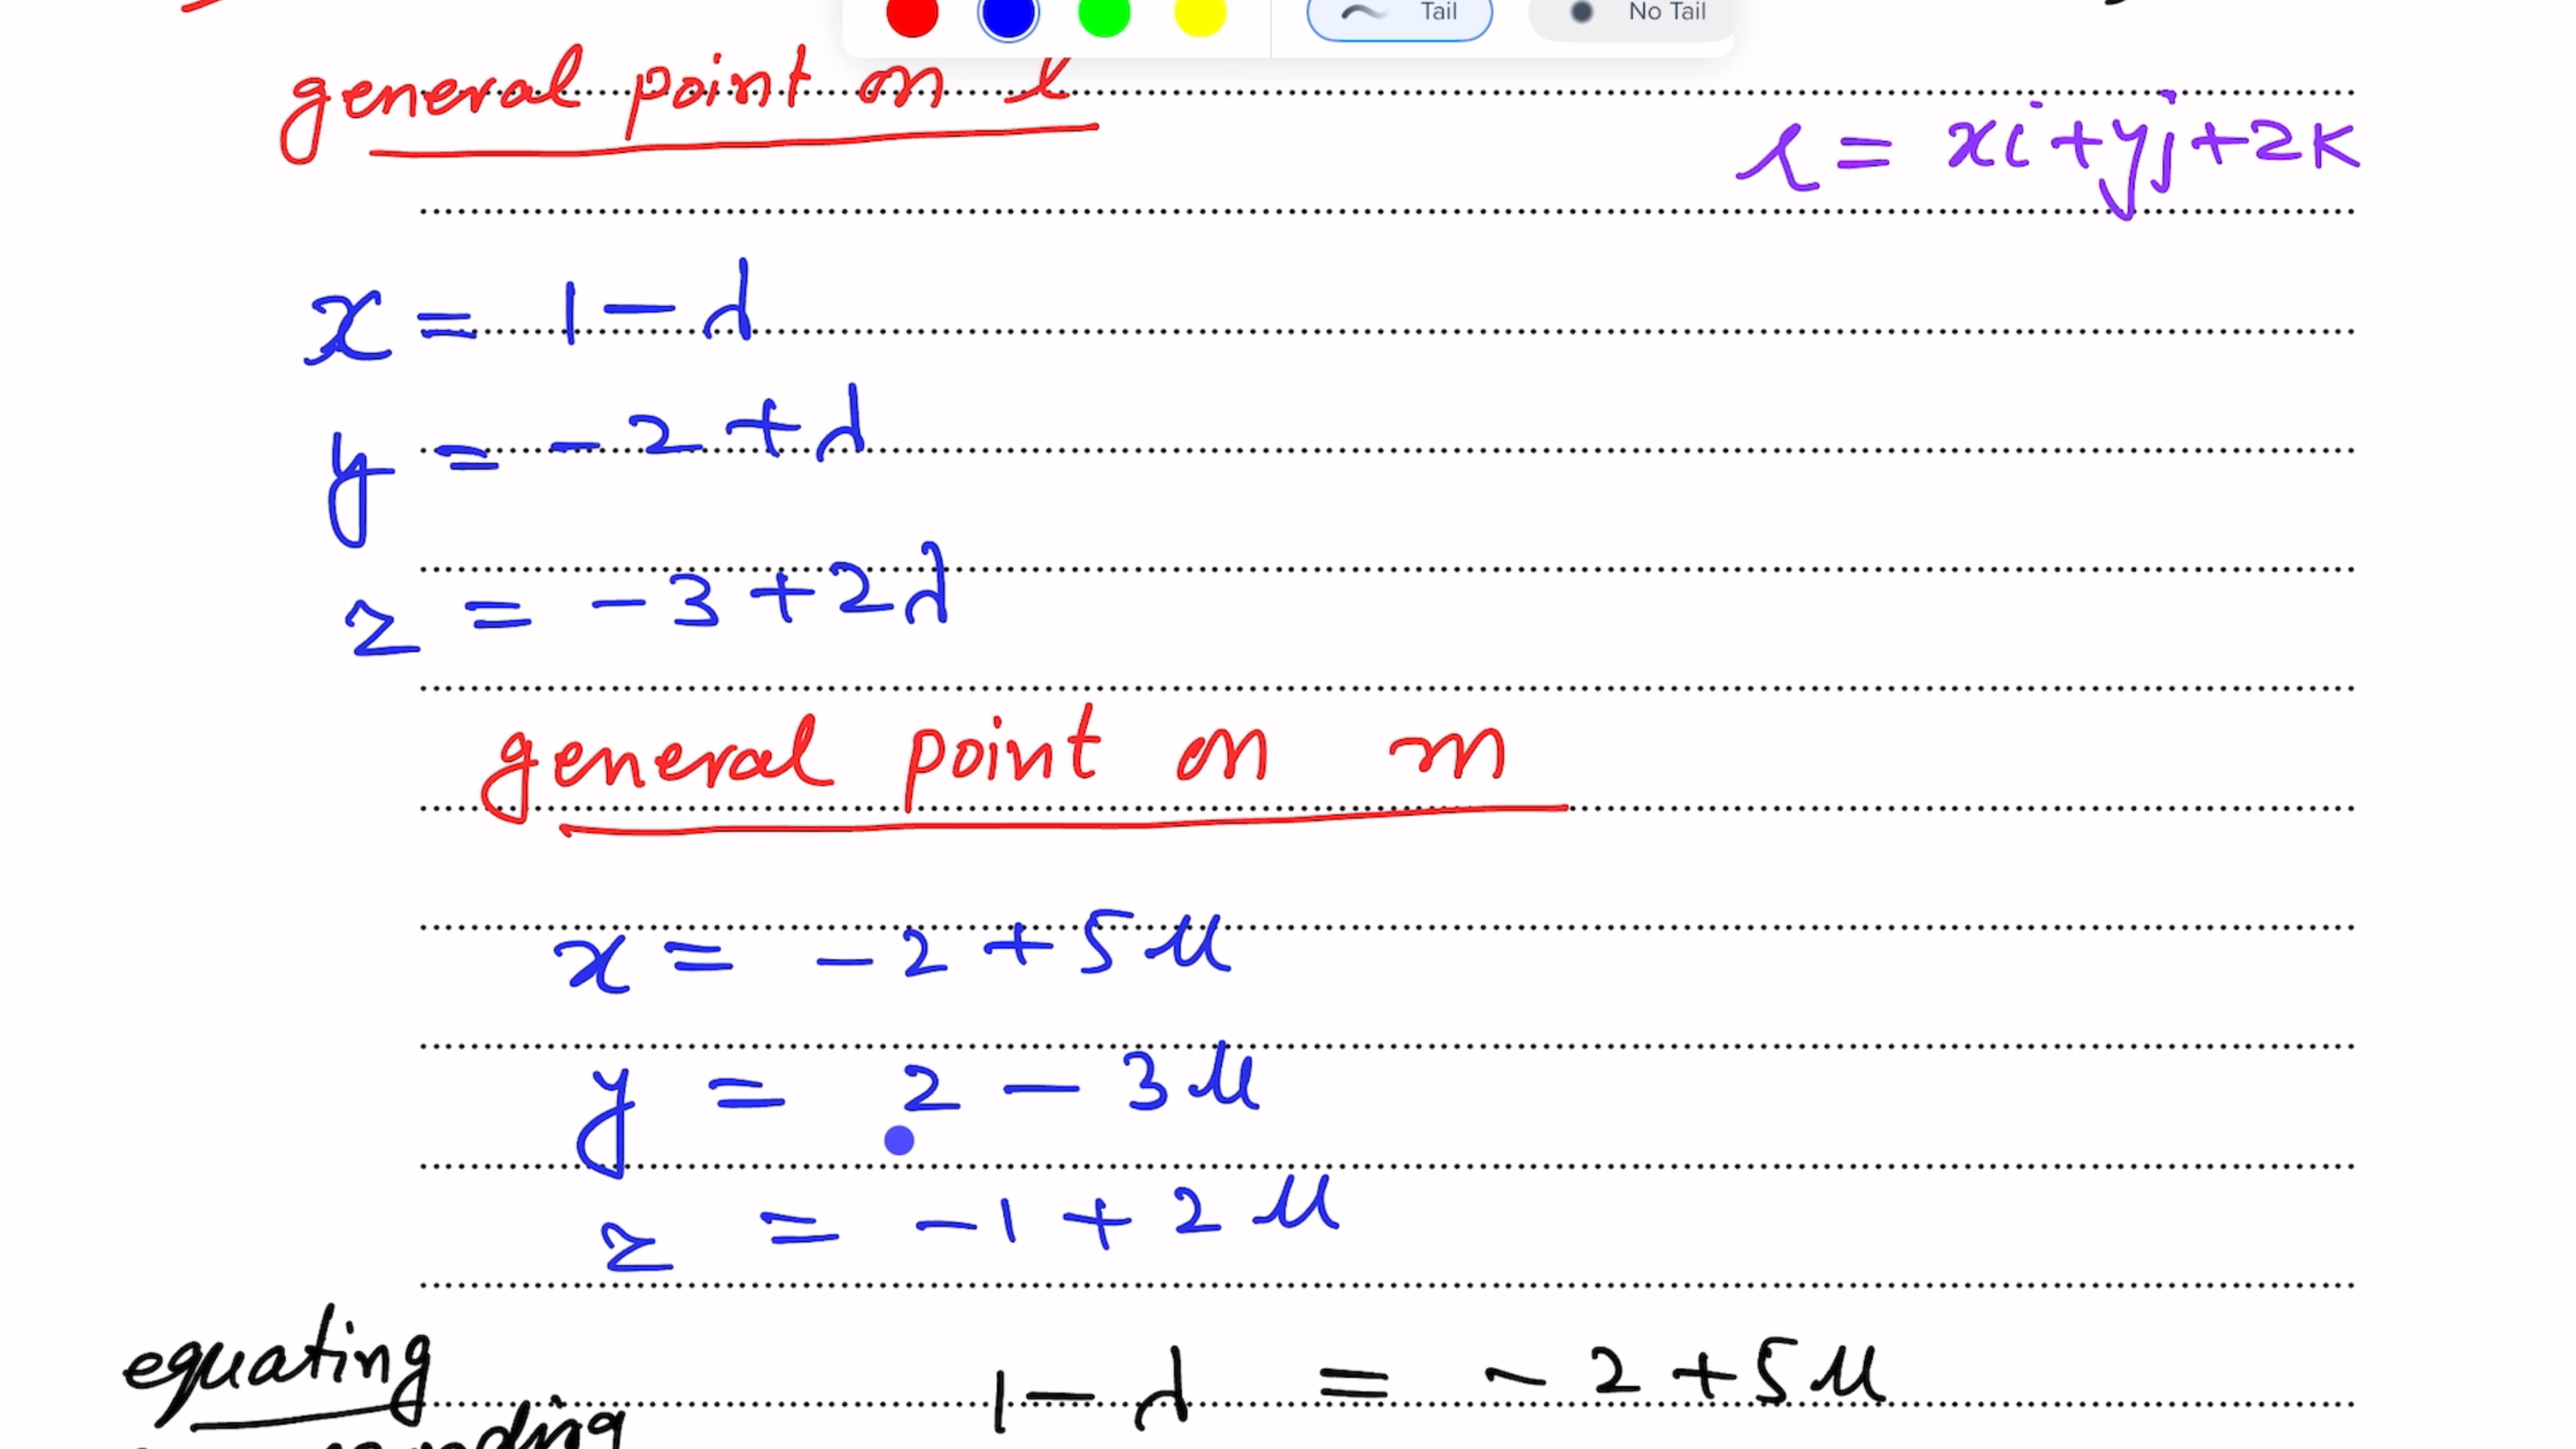 Tail No Tail
general point on l
r = xi + yj + zk
x = 1 - λ
y = -2 + λ
z = -3 + 2λ
general point on m
x = -2 + 5μ
y = 2 - 3μ
z = -1 + 2μ
equating
1 - λ = -2 + 5μ